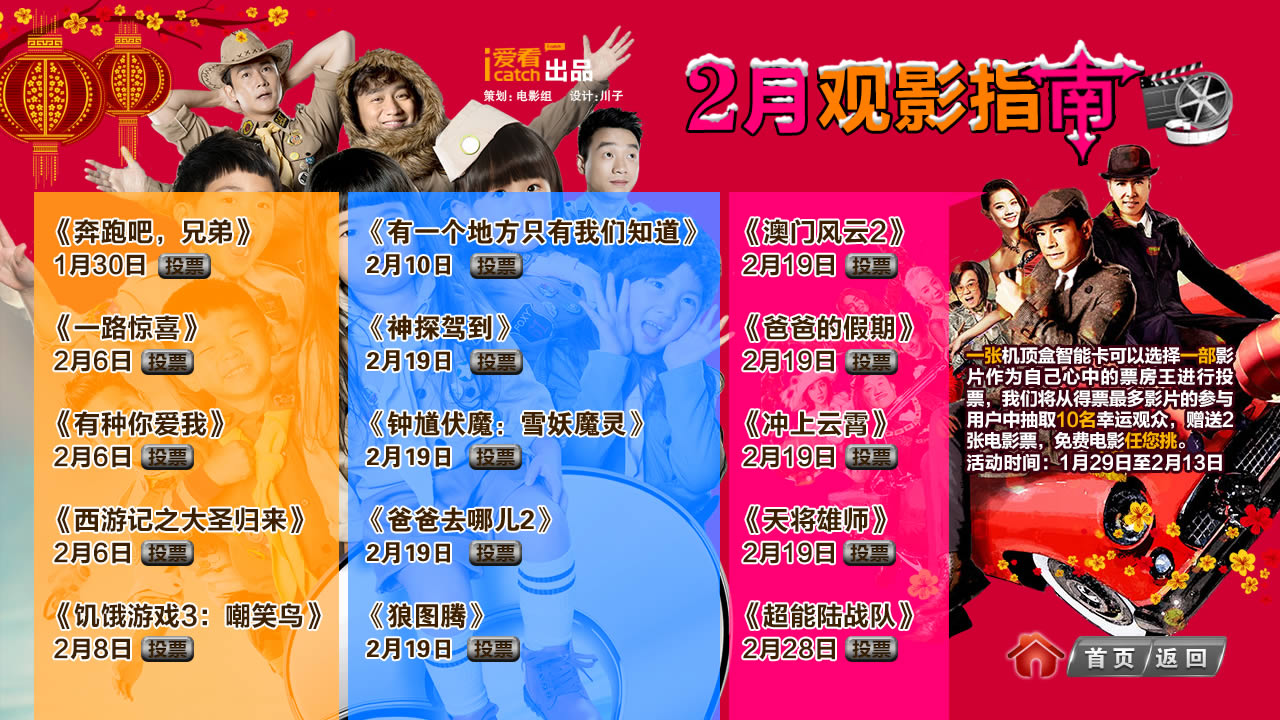 i爱看
catch 出品
策划：电影组 设计：川子
2月观影指南
《奔跑吧，兄弟》
1月30日 投票
《一路惊喜》
2月6日 投票
《有种你爱我》
2月6日 投票
《西游记之大圣归来》
2月6日 投票
《饥饿游戏3：嘲笑鸟》
2月8日 投票
《有一个地方只有我们知道》
2月10日 投票
《神探驾到》
2月19日 投票
《钟馗伏魔：雪妖魔灵》
2月19日 投票
《爸爸去哪儿2》
2月19日 投票
《狼图腾》
2月19日 投票
《澳门风云2》
2月19日 投票
《爸爸的假期》
2月19日 投票
《冲上云霄》
2月19日 投票
《天将雄师》
2月19日 投票
《超能陆战队》
2月28日 投票
一张机顶盒智能卡可以选择一部影
片作为自己心中的票房王进行投
票，我们将从得票最多影片的参与
用户中抽取10名幸运观众，赠送2
张电影票，免费电影任您挑。
活动时间：1月29日至2月13日
首页 返回